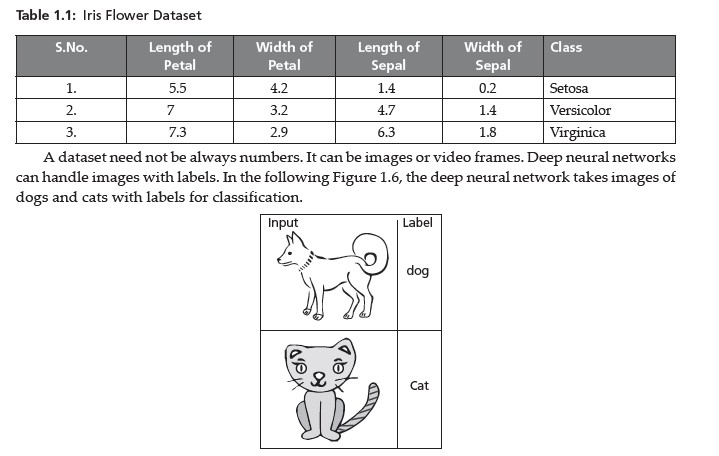 Table 1.1: Iris Flower Dataset
S.No. Length of Petal Width of Petal Length of Sepal Width of Sepal Class
1. 5.5 4.2 1.4 0.2 Setosa
2. 7 3.2 4.7 1.4 Versicolor
3. 7.3 2.9 6.3 1.8 Virginica
A dataset need not be always numbers. It can be images or video frames. Deep neural networks
can handle images with labels. In the following Figure 1.6, the deep neural network takes images of
dogs and cats with labels for classification.
Input Label
dog
Cat